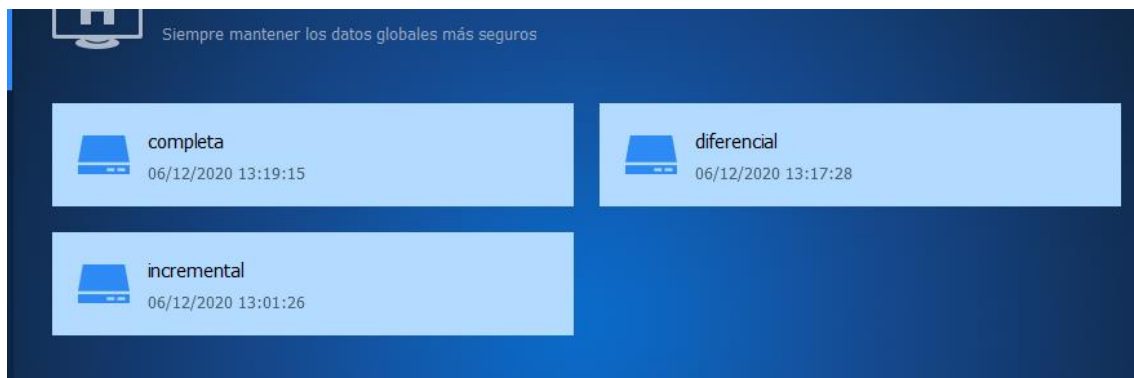 Siempre mantener los datos globales más seguros
completa
06/12/2020 13:19:15
diferencial
06/12/2020 13:17:28
incremental
06/12/2020 13:01:26